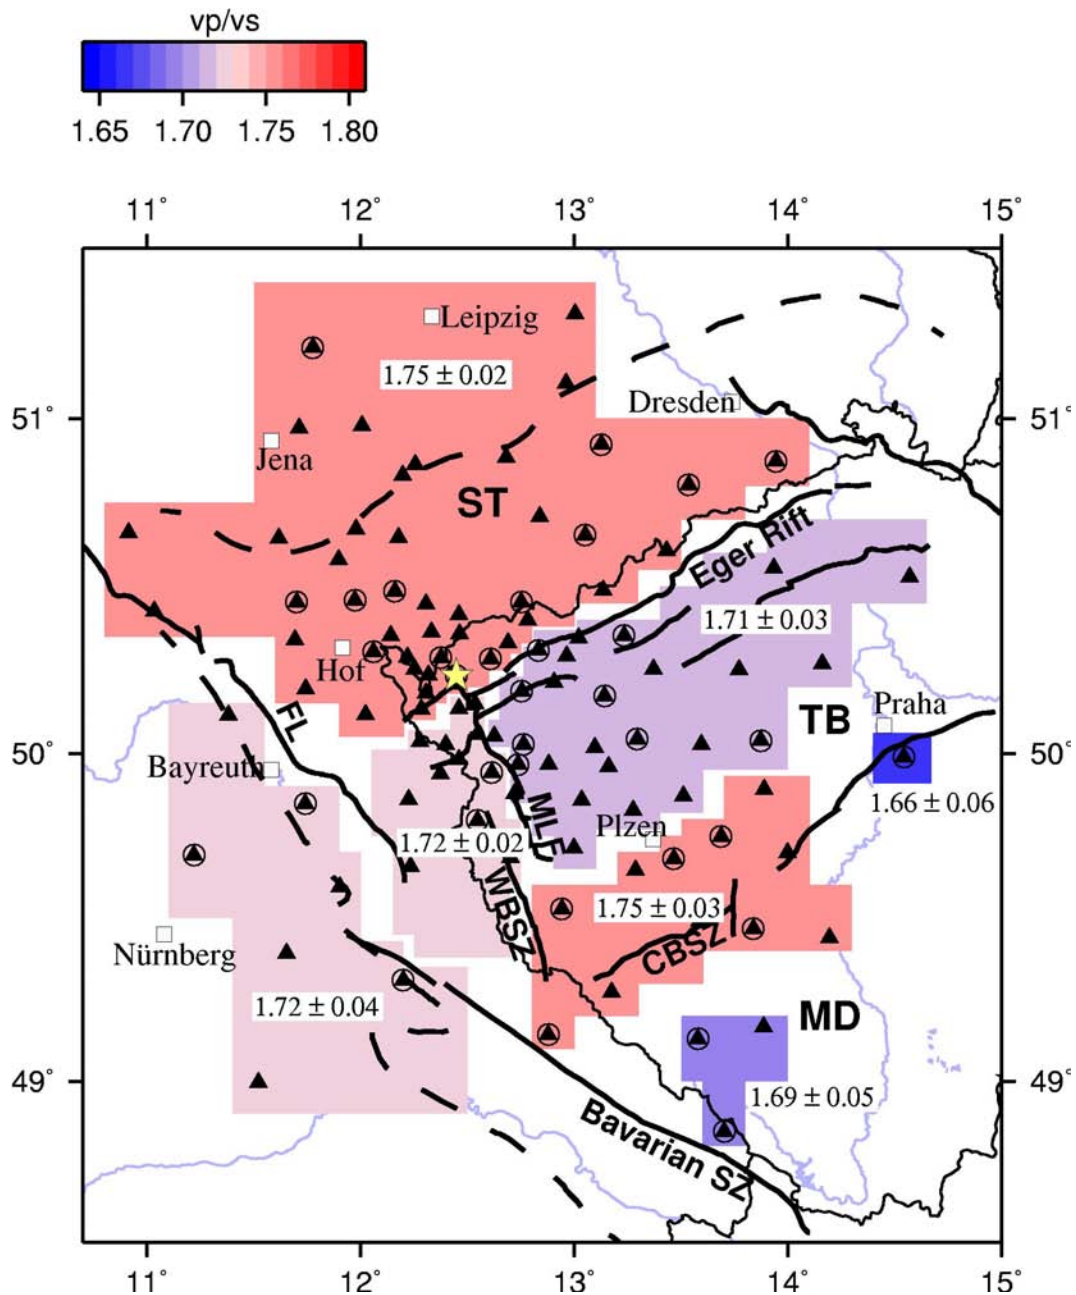 vp/vs
1.65 1.70 1.75 1.80
11° 12° 13° 14° 15°
Leipzig
1.75 ± 0.02
Dresden
51° 51°
Jena
ST
Eger Rift
1.71 ± 0.03
Hof
FL
TB
Praha
50° 50°
Bayreuth
1.66 ± 0.06
MLF
Plzen
1.72 ± 0.02
WBSZ
1.75 ± 0.03
Nürnberg
CBSZ
1.72 ± 0.04
MD
49° 49°
1.69 ± 0.05
Bavarian SZ
11° 12° 13° 14° 15°